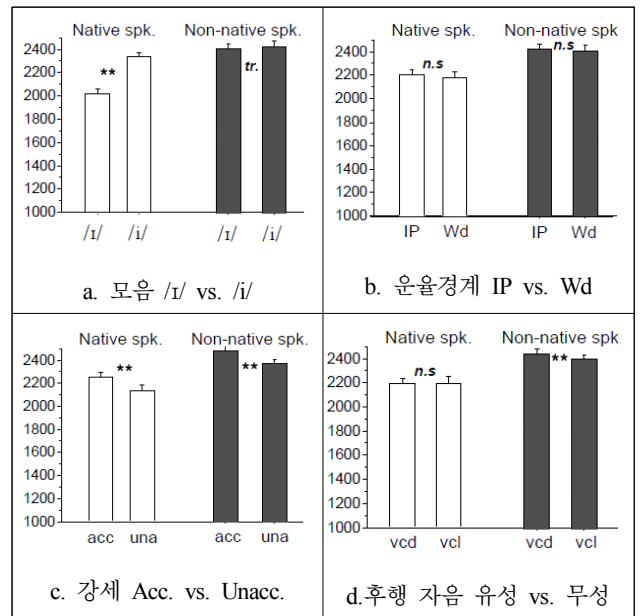 Native spk. Non-native spk.
2400
2200
2000
1800
1600
1400
1200
1000
**
tr.
/ɪ/ /i/ /ɪ/ /i/
a. 모음 /ɪ/ vs. /i/
Native spk. Non-native spk.
2400
2200
2000
1800
1600
1400
1200
1000
n.s
n.s
IP Wd IP Wd
b. 운율경계 IP vs. Wd
Native spk. Non-native spk.
2400
2200
2000
1800
1600
1400
1200
1000
**
**
acc una acc una
c. 강세 Acc. vs. Unacc.
Native spk. Non-native spk.
2400
2200
2000
1800
1600
1400
1200
1000
n.s
**
vcd vcl vcd vcl
d.후행 자음 유성 vs. 무성